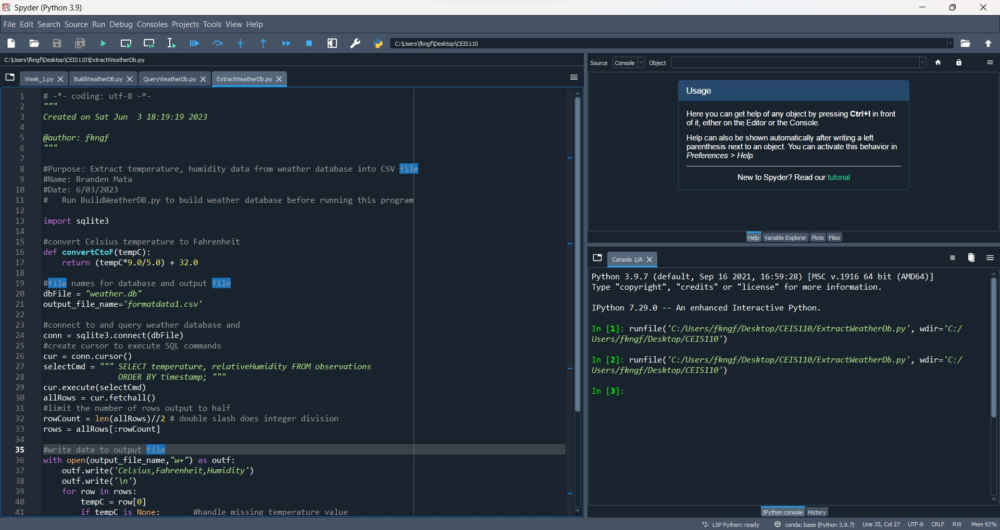 Spyder (Python 3.9)
File Edit Search Source Run Debug Consoles Projects Tools View Help
C:\Users\fkngf\Desktop\CEIS110
C:\Users\fkngf\Desktop\CEIS110\ExtractWeatherDb.py
Week_1.py BuildWeatherDB.py QueryWeatherDb.py ExtractWeatherDb.py
1 # -*- coding: utf-8 -*-
2 """
3 Created on Sat Jun  3 18:19:19 2023
4
5 @author: fkngf
6 """
7
8 #Purpose: Extract temperature, humidity data from weather database into CSV file
9 #Name: Branden Mata
10 #Date: 6/03/2023
11 #   Run BuildWeatherDB.py to build weather database before running this program
12
13 import sqlite3
14
15 #convert Celsius temperature to Fahrenheit
16 def convertCtoF(tempC):
17     return (tempC*9.0/5.0) + 32.0
18
19 #file names for database and output file
20 dbFile = "weather.db"
21 output_file_name='formatdata1.csv'
22
23 #connect to and query weather database and
24 conn = sqlite3.connect(dbFile)
25 #create cursor to execute SQL commands
26 cur = conn.cursor()
27 selectCmd = """ SELECT temperature, relativeHumidity FROM observations
28                 ORDER BY timestamp; """
29 cur.execute(selectCmd)
30 allRows = cur.fetchall()
31 #limit the number of rows output to half
32 rowCount = len(allRows)//2 # double slash does integer division
33 rows = allRows[:rowCount]
34
35 #write data to output file
36 with open(output_file_name,"w+") as outf:
37     outf.write('Celsius,Fahrenheit,Humidity')
38     outf.write('\n')
39     for row in rows:
40         tempC = row[0]
41         if tempC is None:       #handle missing temperature value
Source Console Object
Usage
Here you can get help of any object by pressing Ctrl+I in front
of it, either on the Editor or the Console.
Help can also be shown automatically after writing a left
parenthesis next to an object. You can activate this behavior in
Preferences > Help.
New to Spyder? Read our tutorial
Help Variable Explorer Plots Files
Console 1/A
Python 3.9.7 (default, Sep 16 2021, 16:59:28) [MSC v.1916 64 bit (AMD64)]
Type "copyright", "credits" or "license" for more information.
IPython 7.29.0 -- An enhanced Interactive Python.
In [1]: runfile('C:/Users/fkngf/Desktop/CEIS110/ExtractWeatherDb.py', wdir='C:/
Users/fkngf/Desktop/CEIS110')
In [2]: runfile('C:/Users/fkngf/Desktop/CEIS110/ExtractWeatherDb.py', wdir='C:/
Users/fkngf/Desktop/CEIS110')
In [3]:
IPython console History
LSP Python: ready conda: base (Python 3.9.7) Line 35, Col 27 UTF-8 CRLF RW Mem 92%